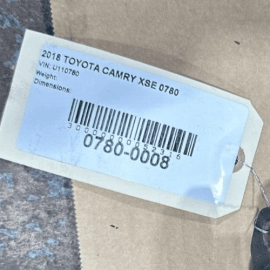 2018 TOYOTA CAMRY XSE 0780
VIN: U110780
Weight:
Dimensions:
0780-0008